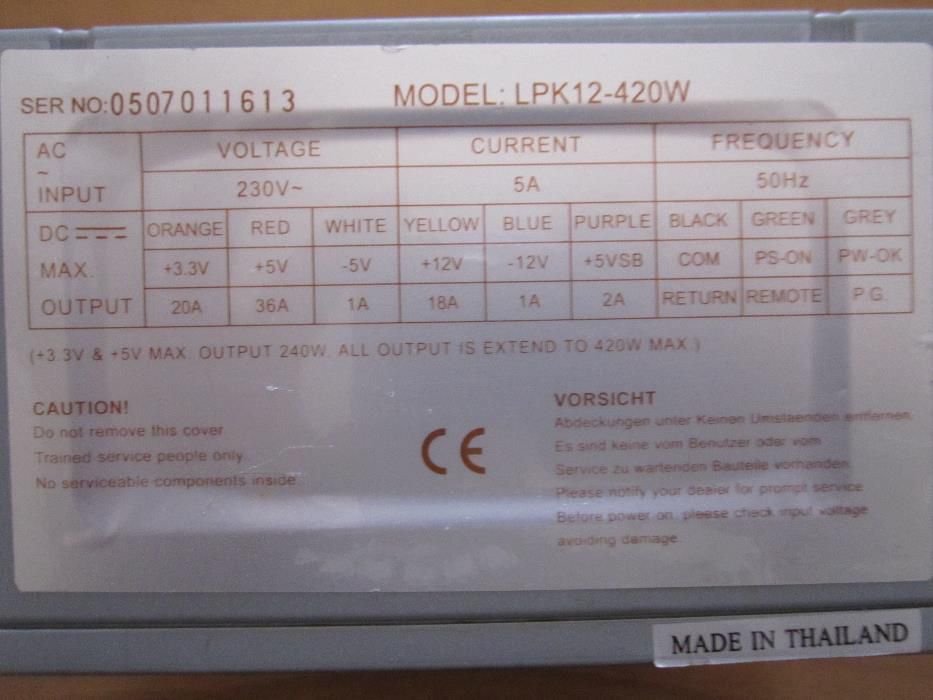 SER NO:0507011613 MODEL: LPK12-420W
AC ~ INPUT VOLTAGE CURRENT FREQUENCY
230V~ 5A 50Hz
DC ORANGE RED WHITE YELLOW BLUE PURPLE BLACK GREEN GREY
MAX. +3.3V +5V -5V +12V -12V +5VSB COM PS-ON PW-OK
OUTPUT 20A 36A 1A 18A 1A 2A RETURN REMOTE P.G.
(+3.3V & +5V MAX. OUTPUT 240W. ALL OUTPUT IS EXTEND TO 420W MAX.)
CAUTION!
Do not remove this cover
Trained service people only.
No serviceable components inside.
CE
VORSICHT
Abdeckungen unter Keinen Umstaenden entfernen.
Es sind keine vom Benutzer oder vom
Service zu wartenden Bauteile vorhanden.
Please notify your dealer for prompt service
Before power on, please check input voltage
avoiding damage.
MADE IN THAILAND